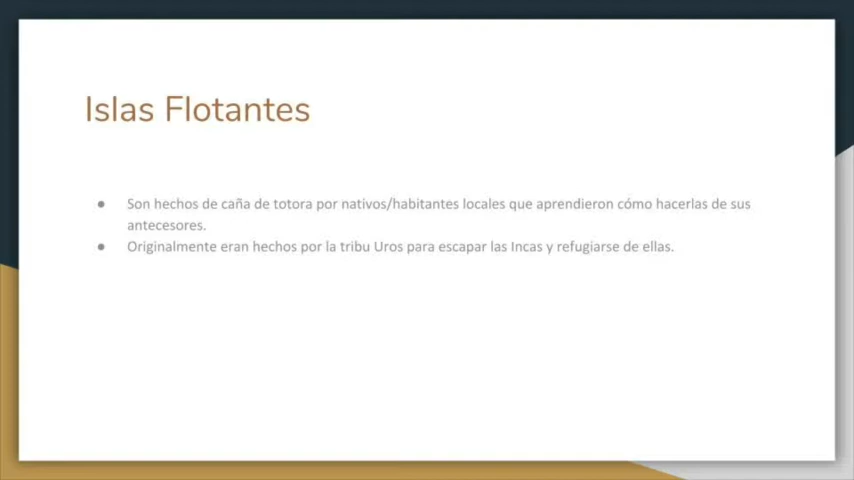 Islas Flotantes
● Son hechos de caña de totora por nativos/habitantes locales que aprendieron cómo hacerlas de sus
antecesores.
● Originalmente eran hechos por la tribu Uros para escapar las Incas y refugiarse de ellas.